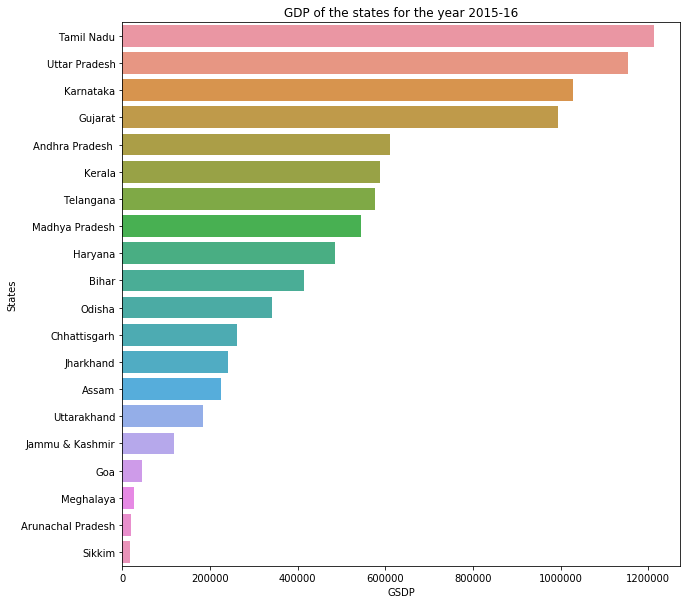 GDP of the states for the year 2015-16
Tamil Nadu
Uttar Pradesh
Karnataka
Gujarat
Andhra Pradesh
Kerala
Telangana
Madhya Pradesh
Haryana
Bihar
Odisha
Chhattisgarh
Jharkhand
Assam
Uttarakhand
Jammu & Kashmir
Goa
Meghalaya
Arunachal Pradesh
Sikkim
States
0 200000 400000 600000 800000 1000000 1200000
GSDP